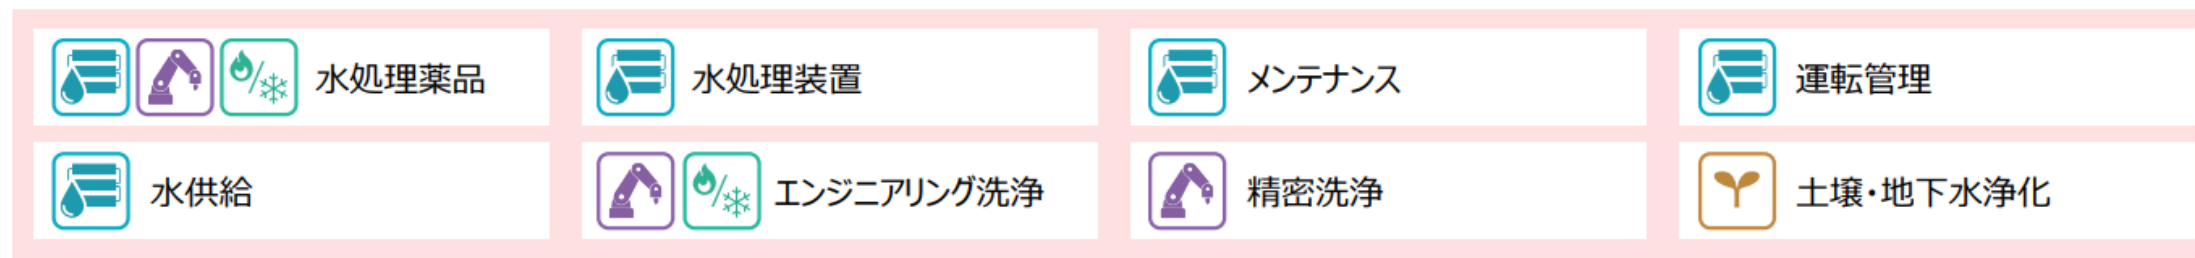 水処理薬品
水処理装置
メンテナンス
運転管理
水供給
エンジニアリング洗浄
精密洗浄
土壌・地下水浄化